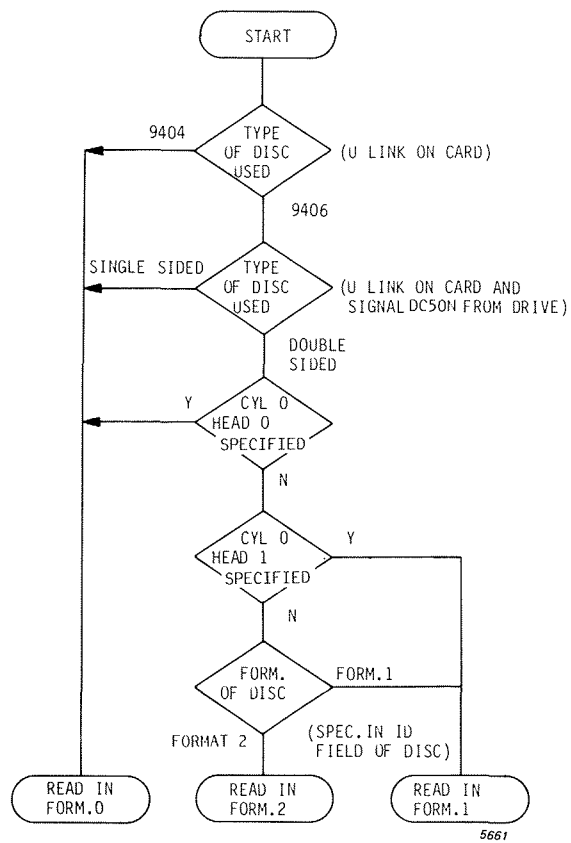 START
9404
TYPE
OF DISC
USED
(U LINK ON CARD)
9406
SINGLE SIDED
TYPE
OF DISC
USED
(U LINK ON CARD AND
SIGNAL DC5ON FROM DRIVE)
DOUBLE
SIDED
Y
CYL 0
HEAD 0
SPECIFIED
N
CYL 0
HEAD 1
SPECIFIED
Y
N
FORM.
OF DISC
FORM.1
FORMAT 2
(SPEC.IN ID
FIELD OF DISC)
READ IN
FORM.0
READ IN
FORM.2
READ IN
FORM.1
5661